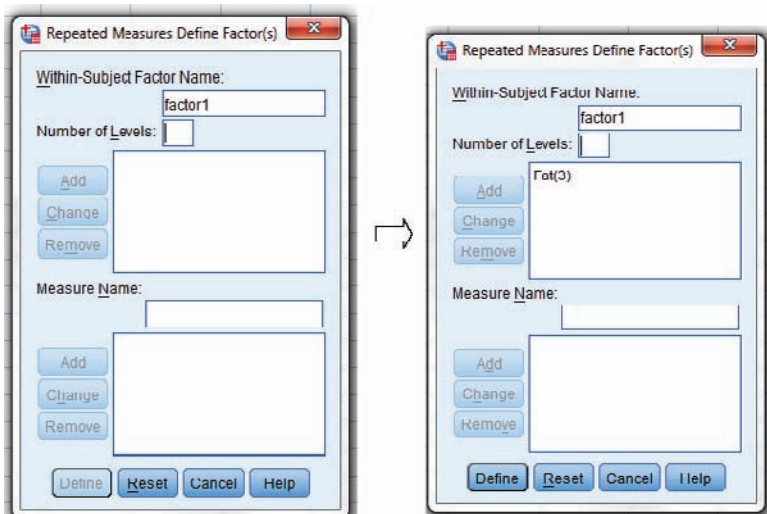 Repeated Measures Define Factor(s)
Within-Subject Factor Name:
factor1
Number of Levels:
Add
Change
Remove
Measure Name:
Add
Change
Remove
Define
Reset
Cancel
Help
Repeated Measures Define Factor(s)
Within-Subject Factor Name:
factor1
Number of Levels:
Add
Change
Remove
Measure Name:
Add
Change
Remove
Define
Reset
Cancel
Help